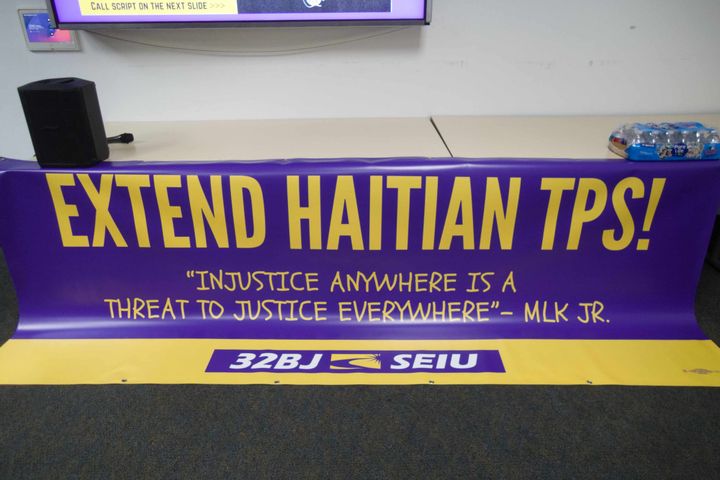 CALL SCRIPT ON THE NEXT SLIDE >>>
EXTEND HAITIAN TPS!
“INJUSTICE ANYWHERE IS A
THREAT TO JUSTICE EVERYWHERE”- MLK JR.
32BJ SEIU